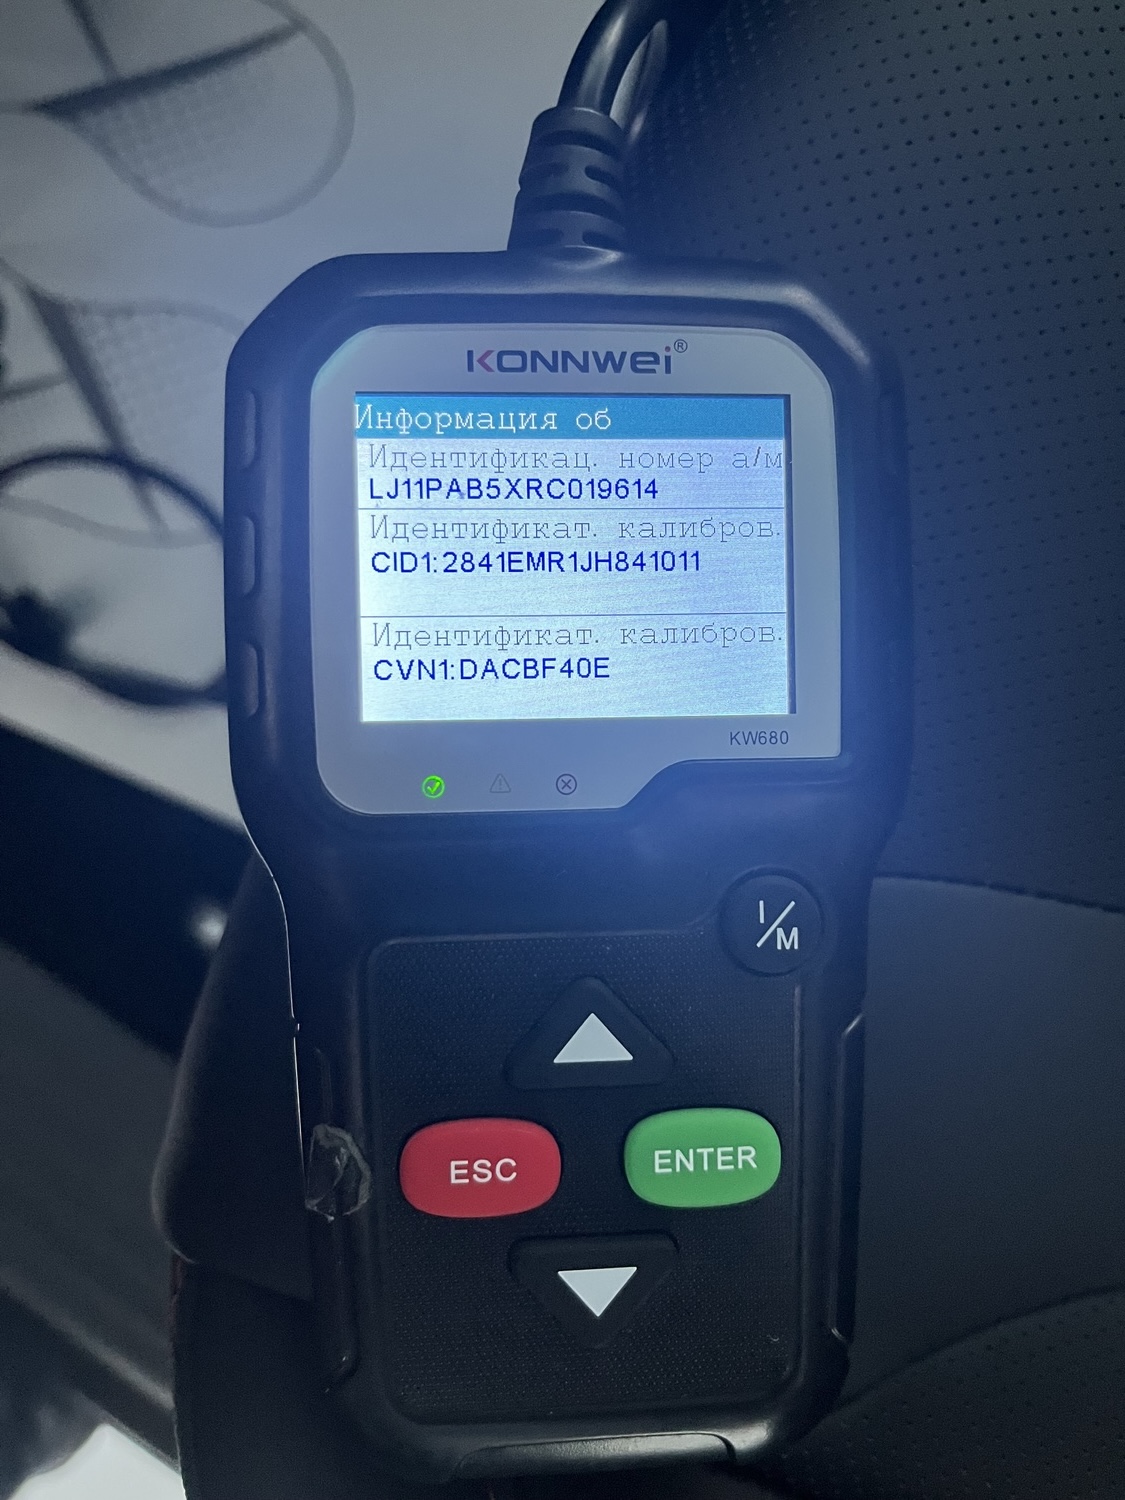 KONNWEI®
Информация об
Идентификац. номер а/м
LJ11PAB5XRC019614
Идентификат. калибров.
CID1:2841EMR1JH841011
Идентификат. калибров.
CVN1:DACBF40E
KW680
I/M
ESC
ENTER